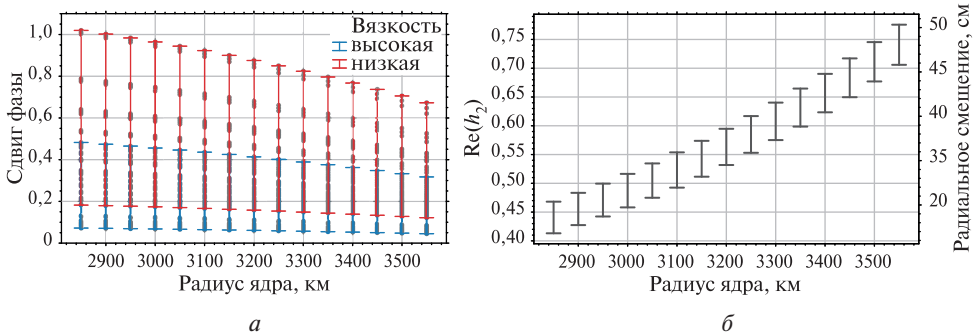 1,0
0,8
0,6
0,4
0,2
0
Сдвиг фазы
Вязкость
высокая
низкая
2900 3000 3100 3200 3300 3400 3500
Радиус ядра, км
а
0,75
0,70
0,65
0,60
0,55
0,50
0,45
0,40
Re(h₂)
50
45
40
35
20
Радиальное смещение, см
2900 3000 3100 3200 3300 3400 3500
Радиус ядра, км
б